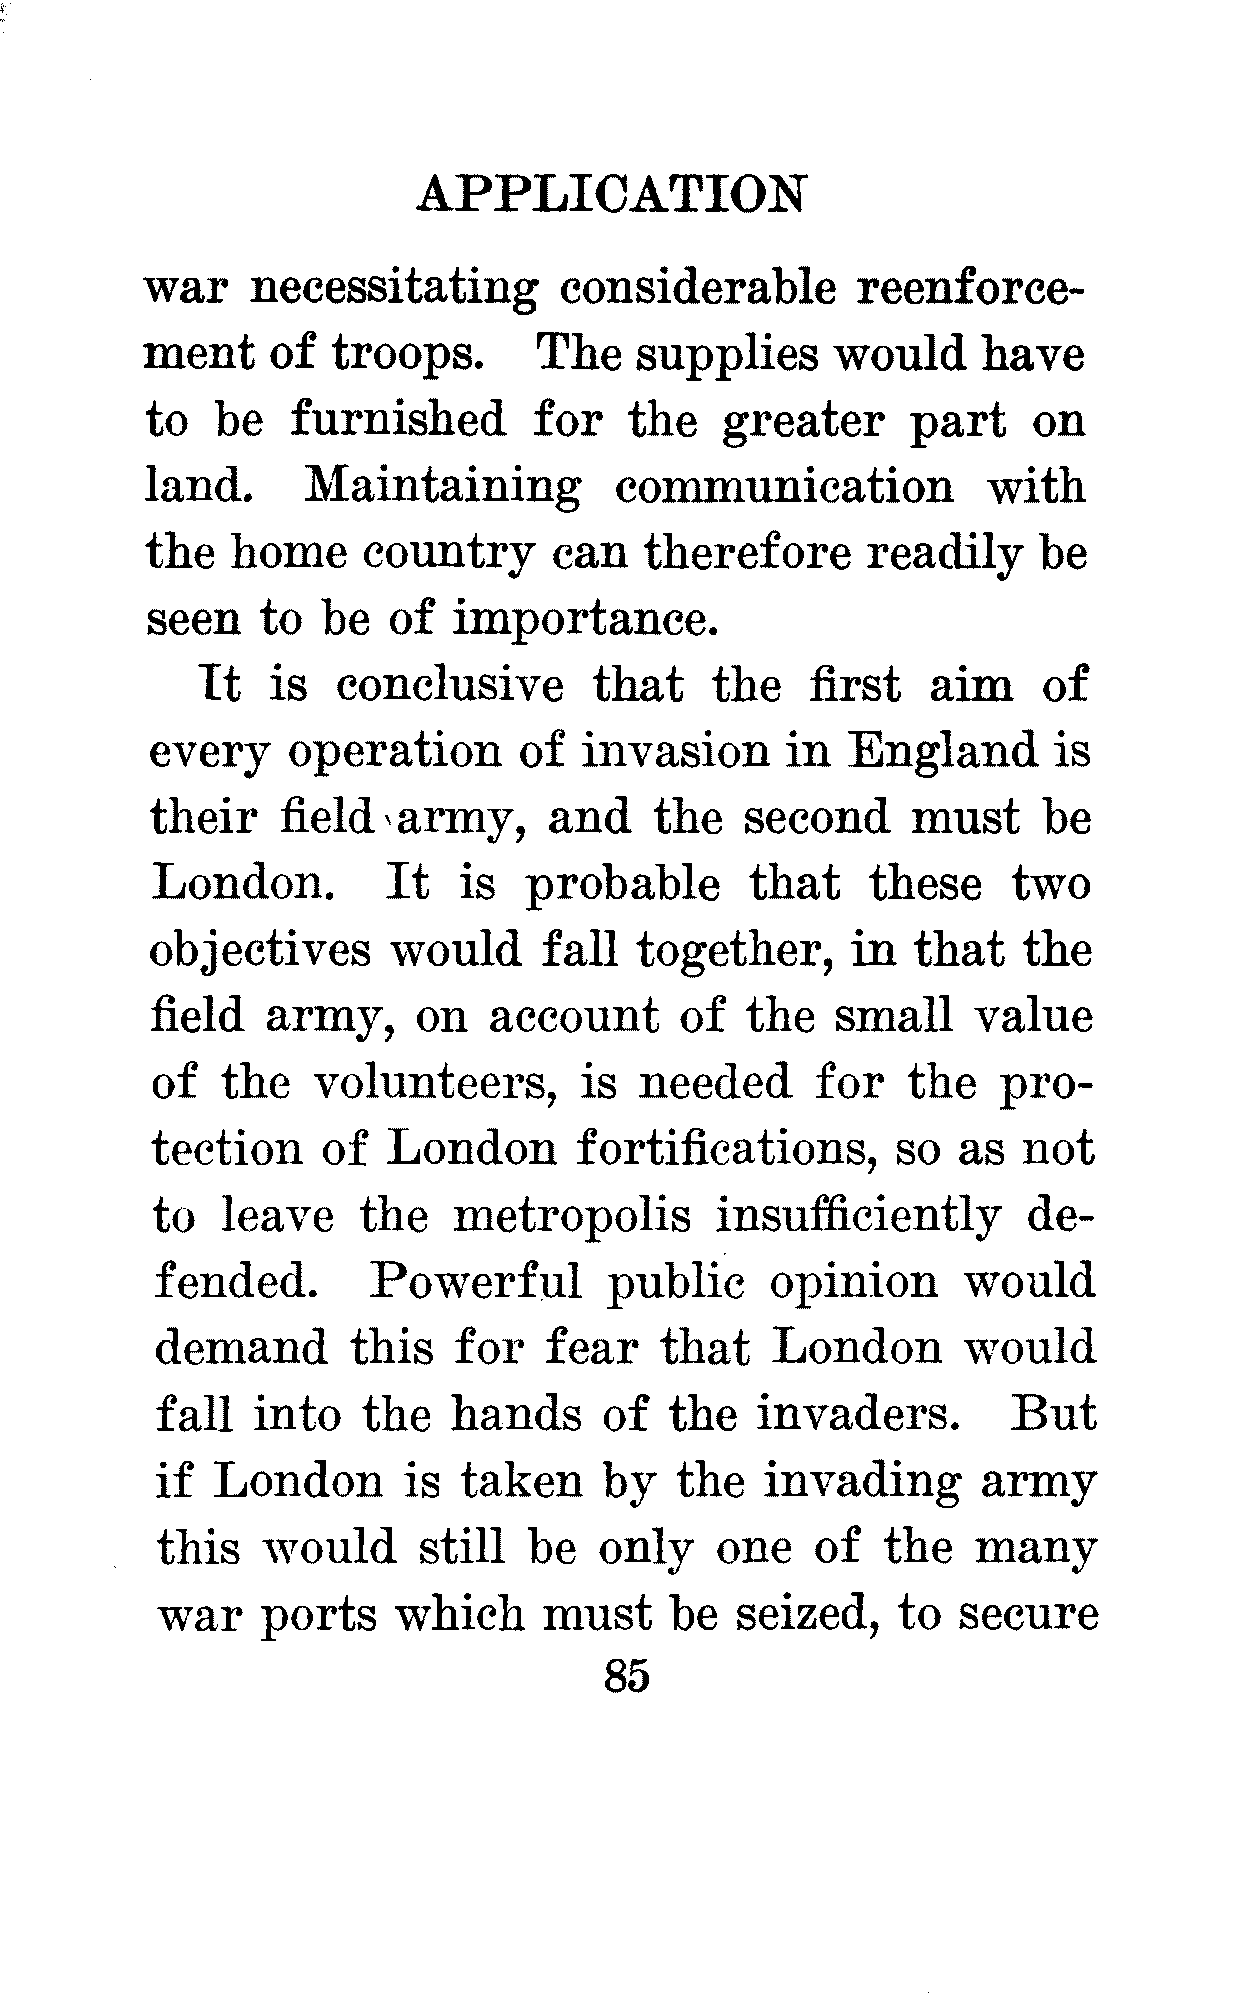 APPLICATION
war necessitating considerable reenforce-
ment of troops. The supplies would have
to be furnished for the greater part on
land. Maintaining communication with
the home country can therefore readily be
seen to be of importance.
It is conclusive that the first aim of
every operation of invasion in England is
their field army, and the second must be
London. It is probable that these two
objectives would fall together, in that the
field army, on account of the small value
of the volunteers, is needed for the pro-
tection of London fortifications, so as not
to leave the metropolis insufficiently de-
fended. Powerful public opinion would
demand this for fear that London would
fall into the hands of the invaders. But
if London is taken by the invading army
this would still be only one of the many
war ports which must be seized, to secure
85